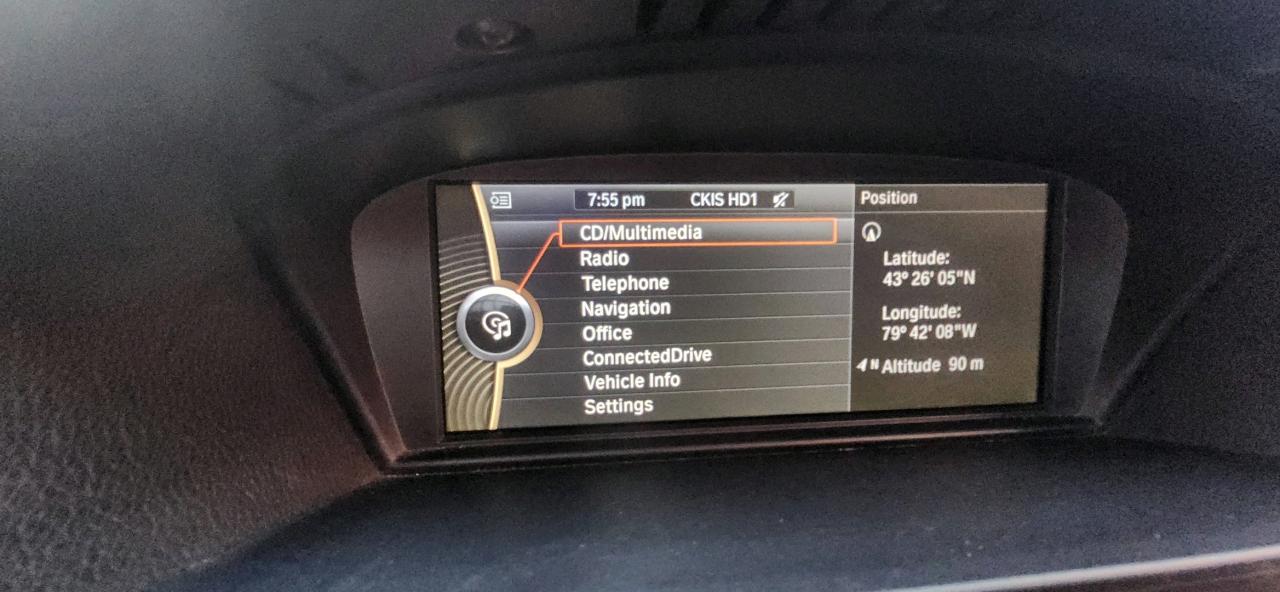 7:55 pm CKIS HD1
CD/Multimedia
Radio
Telephone
Navigation
Office
ConnectedDrive
Vehicle Info
Settings
Position
Latitude:
43° 26' 05"N
Longitude:
79° 42' 08"W
N Altitude 90 m